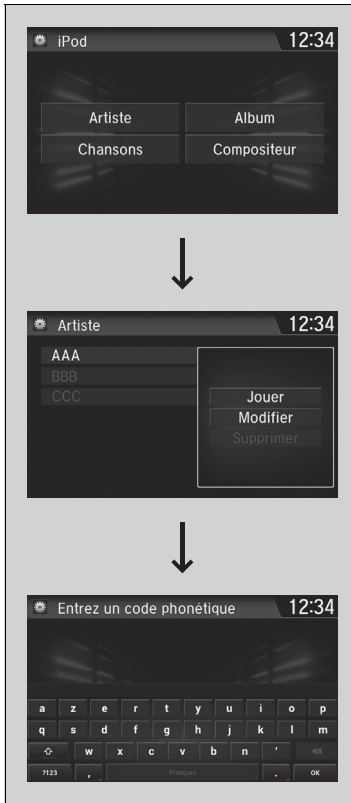 iPod 12:34
Artiste Album
Chansons Compositeur
Artiste 12:34
AAA
BBB
CCC
Jouer
Modifier
Supprimer
Entrez un code phonétique 12:34
a z e r t y u i o p
q s d f g h j k l m
w x c v b n '
?123 , Français . OK